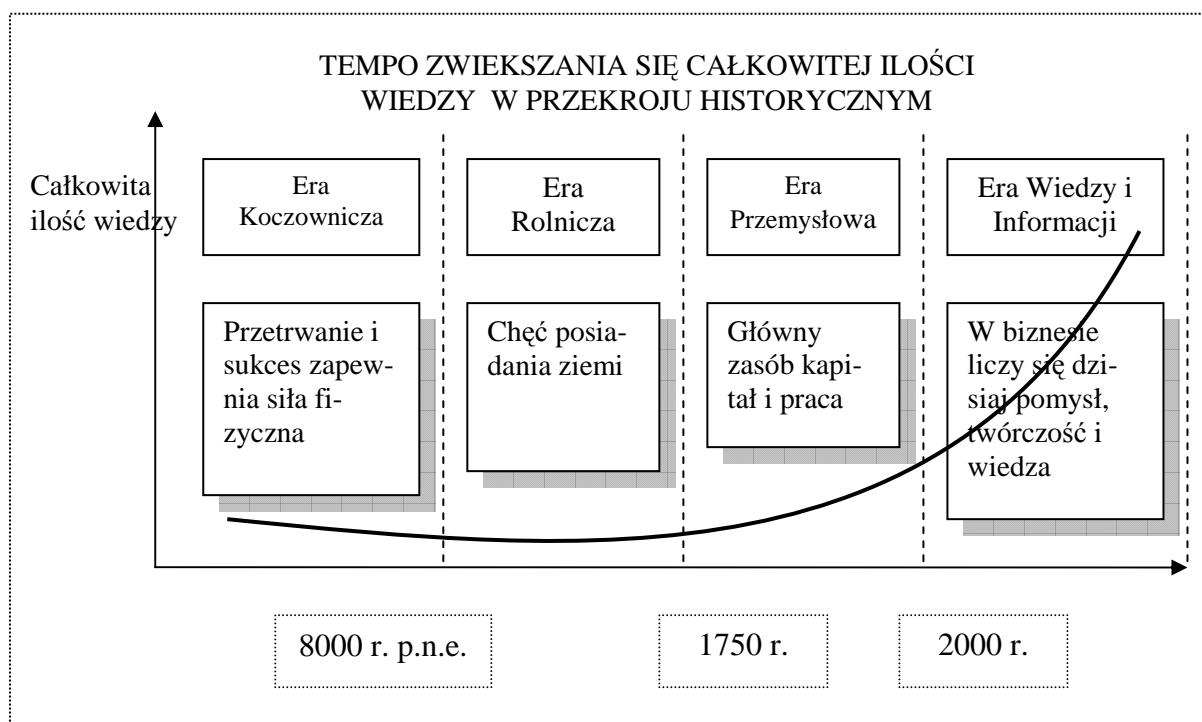 TEMPO ZWIEKSZANIA SIĘ CAŁKOWITEJ ILOŚCI
WIEDZY W PRZEKROJU HISTORYCZNYM
Całkowita
ilość wiedzy
Era
Koczownicza
Era
Rolnicza
Era
Przemysłowa
Era Wiedzy i
Informacji
Przetrwanie i
sukces zapew-
nia siła fi-
zyczna
Chęć posia-
dania ziemi
Główny
zasób kapi-
tał i praca
W biznesie
liczy się dzi-
siaj pomysł,
twórczość i
wiedza
8000 r. p.n.e.
1750 r.
2000 r.